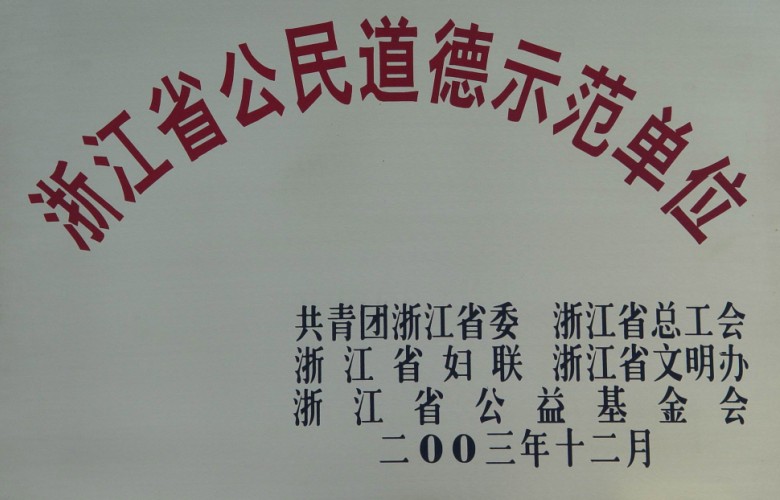 浙江省公民道德示范单位
共青团浙江省委 浙江省总工会
浙江省妇联 浙江省文明办
浙江省公益基金会
二00三年十二月